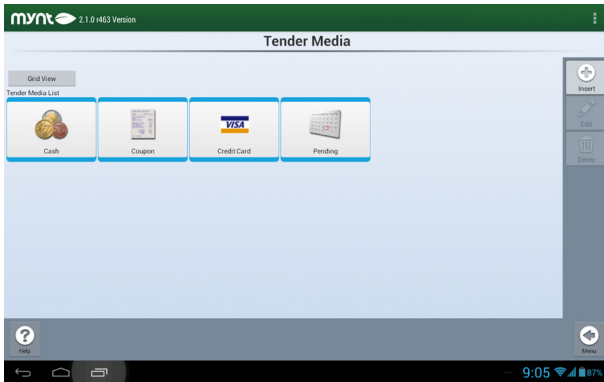 mynt 2.1.0 r463 Version
Tender Media
Grid View
Tender Media List
Cash
Coupon
VISA
Credit Card
Pending
Insert
Edit
Delete
Help
Menu
9:05 87%